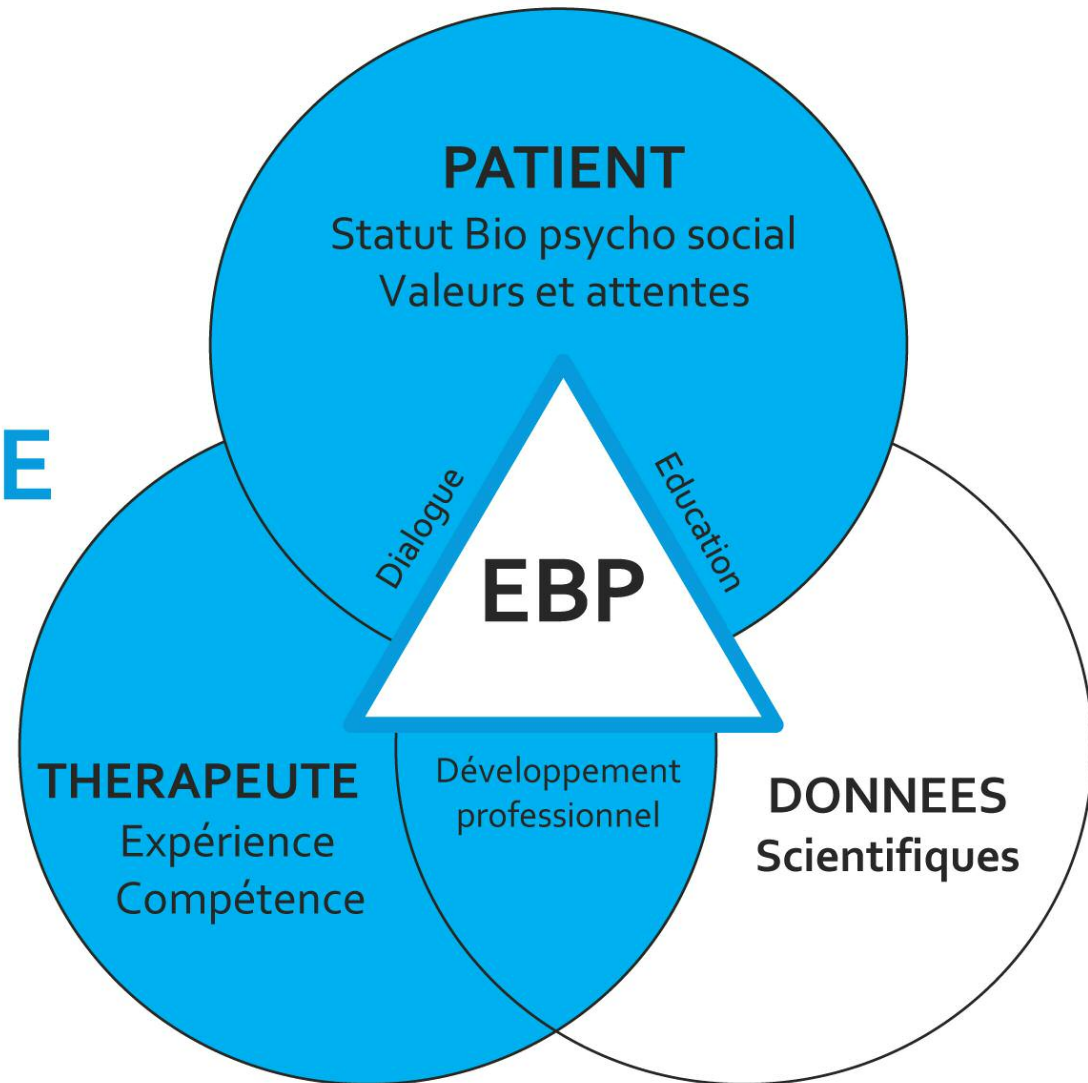 PATIENT
Statut Bio psycho social
Valeurs et attentes
E
Dialogue
Education
EBP
THERAPEUTE
Expérience
Compétence
Développement
professionnel
DONNEES
Scientifiques